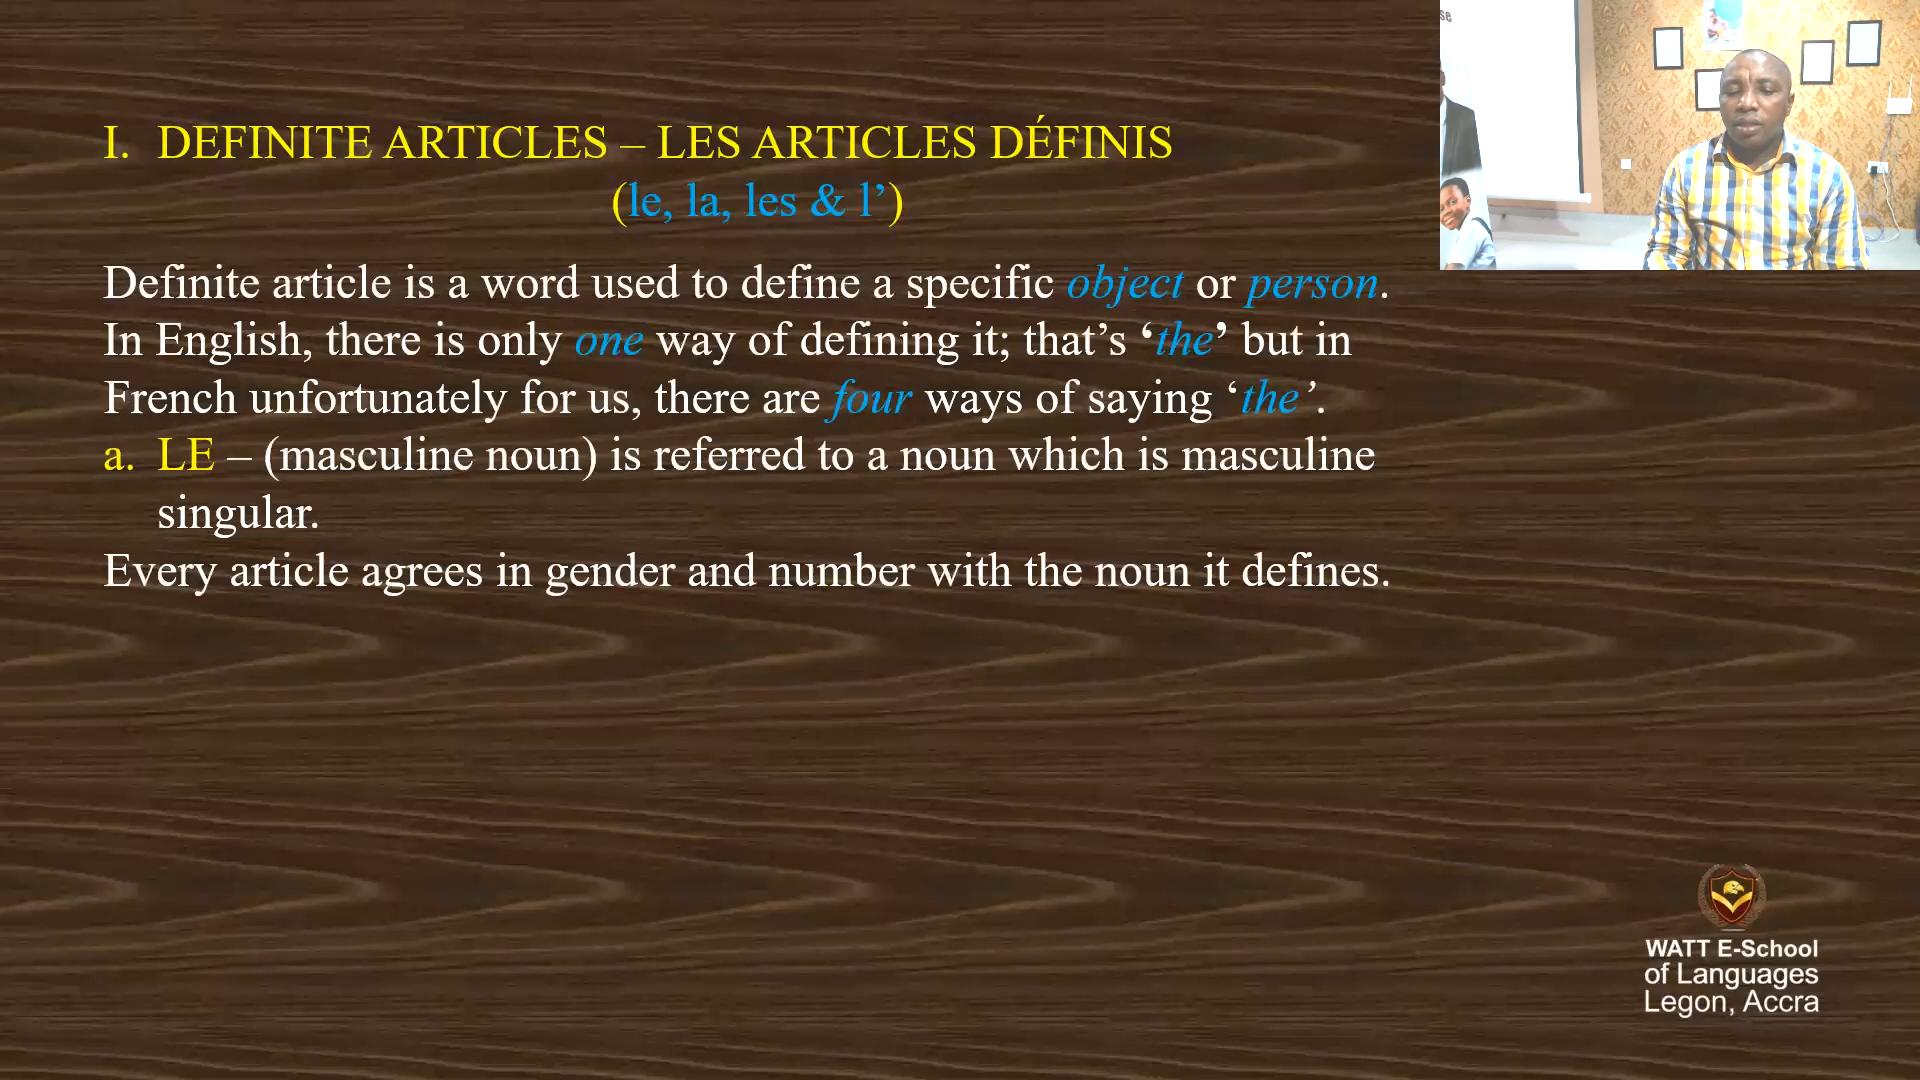 I. DEFINITE ARTICLES – LES ARTICLES DÉFINIS
(le, la, les & l’)
Definite article is a word used to define a specific object or person.
In English, there is only one way of defining it; that’s ‘the’ but in
French unfortunately for us, there are four ways of saying ‘the’.
a. LE – (masculine noun) is referred to a noun which is masculine
singular.
Every article agrees in gender and number with the noun it defines.
WATT E-School
of Languages
Legon, Accra